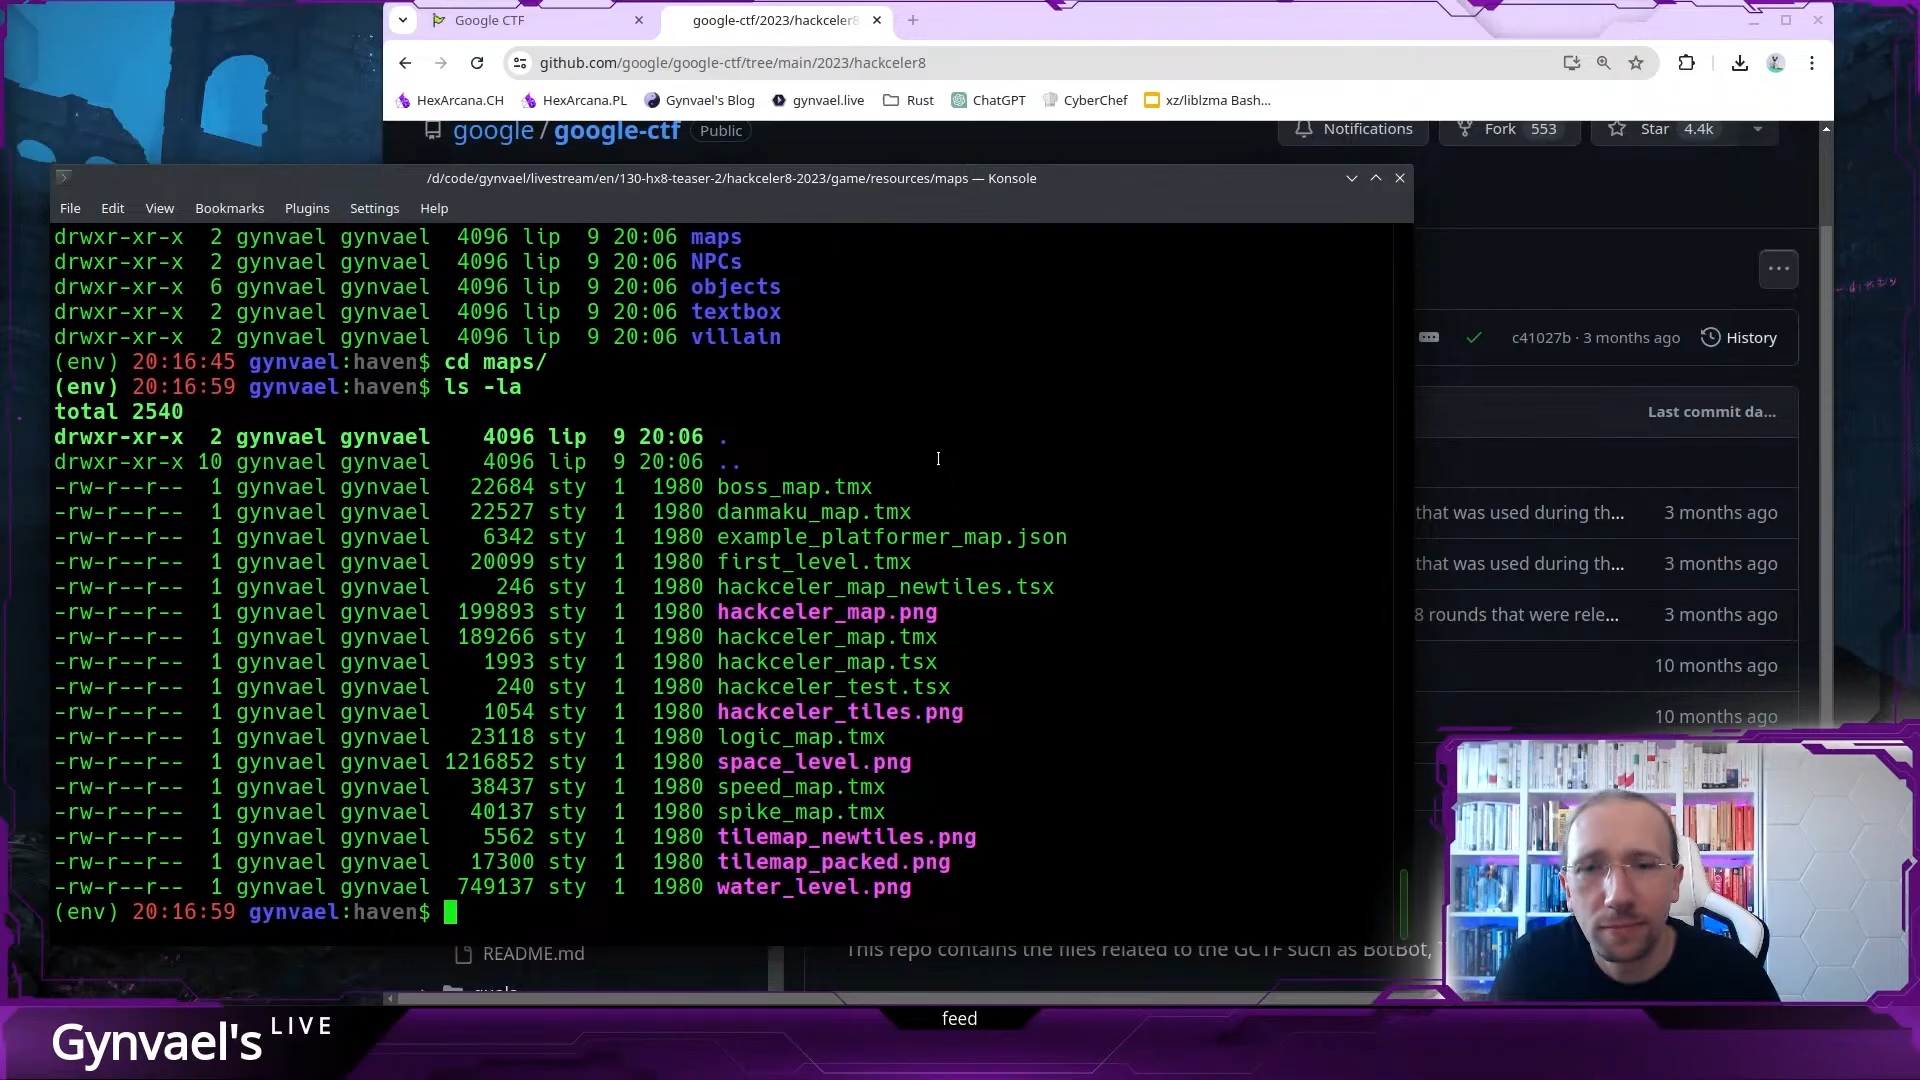 Google CTF
google-ctf/2023/hackceler8
github.com/google/google-ctf/tree/main/2023/hackceler8
HexArcana.CH
HexArcana.PL
Gynvael's Blog
gynvael.live
Rust
ChatGPT
CyberChef
xz/liblzma Bash...
google / google-ctf Public
Notifications
Fork 553
Star 4.4k
/d/code/gynvael/livestream/en/130-hx8-teaser-2/hackceler8-2023/game/resources/maps — Konsole
File Edit View Bookmarks Plugins Settings Help
drwxr-xr-x 2 gynvael gynvael 4096 lip 9 20:06 maps
drwxr-xr-x 2 gynvael gynvael 4096 lip 9 20:06 NPCs
drwxr-xr-x 6 gynvael gynvael 4096 lip 9 20:06 objects
drwxr-xr-x 2 gynvael gynvael 4096 lip 9 20:06 textbox
drwxr-xr-x 2 gynvael gynvael 4096 lip 9 20:06 villain
(env) 20:16:45 gynvael:haven$ cd maps/
(env) 20:16:59 gynvael:haven$ ls -la
total 2540
drwxr-xr-x 2 gynvael gynvael 4096 lip 9 20:06 .
drwxr-xr-x 10 gynvael gynvael 4096 lip 9 20:06 ..
-rw-r--r-- 1 gynvael gynvael 22684 sty 1 1980 boss_map.tmx
-rw-r--r-- 1 gynvael gynvael 22527 sty 1 1980 danmaku_map.tmx
-rw-r--r-- 1 gynvael gynvael 6342 sty 1 1980 example_platformer_map.json
-rw-r--r-- 1 gynvael gynvael 20099 sty 1 1980 first_level.tmx
-rw-r--r-- 1 gynvael gynvael 246 sty 1 1980 hackceler_map_newtiles.tsx
-rw-r--r-- 1 gynvael gynvael 199893 sty 1 1980 hackceler_map.png
-rw-r--r-- 1 gynvael gynvael 189266 sty 1 1980 hackceler_map.tmx
-rw-r--r-- 1 gynvael gynvael 1993 sty 1 1980 hackceler_map.tsx
-rw-r--r-- 1 gynvael gynvael 240 sty 1 1980 hackceler_test.tsx
-rw-r--r-- 1 gynvael gynvael 1054 sty 1 1980 hackceler_tiles.png
-rw-r--r-- 1 gynvael gynvael 23118 sty 1 1980 logic_map.tmx
-rw-r--r-- 1 gynvael gynvael 1216852 sty 1 1980 space_level.png
-rw-r--r-- 1 gynvael gynvael 38437 sty 1 1980 speed_map.tmx
-rw-r--r-- 1 gynvael gynvael 40137 sty 1 1980 spike_map.tmx
-rw-r--r-- 1 gynvael gynvael 5562 sty 1 1980 tilemap_newtiles.png
-rw-r--r-- 1 gynvael gynvael 17300 sty 1 1980 tilemap_packed.png
-rw-r--r-- 1 gynvael gynvael 749137 sty 1 1980 water_level.png
(env) 20:16:59 gynvael:haven$
c41027b · 3 months ago
History
Last commit da...
that was used during th... 3 months ago
that was used during th... 3 months ago
8 rounds that were rele... 3 months ago
10 months ago
10 months ago
README.md
This repo contains the files related to the GCTF such as BotBot,
feed
Gynvael's LIVE